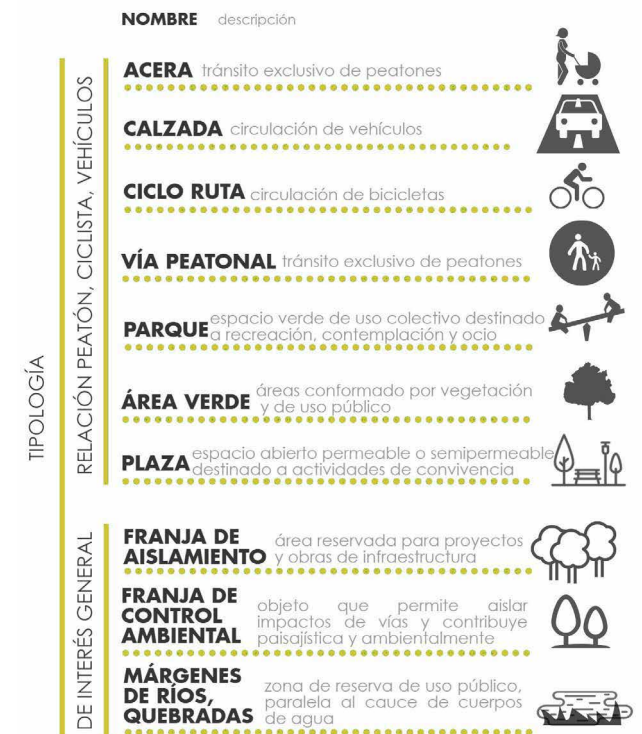 NOMBRE descripción
TIPOLOGÍA
RELACIÓN PEATÓN, CICLISTA, VEHÍCULOS
ACERA tránsito exclusivo de peatones
CALZADA circulación de vehículos
CICLO RUTA circulación de bicicletas
VÍA PEATONAL tránsito exclusivo de peatones
PARQUE espacio verde de uso colectivo destinado
a recreación, contemplación y ocio
ÁREA VERDE áreas conformado por vegetación
y de uso público
PLAZA espacio abierto permeable o semipermeable
destinado a actividades de convivencia
DE INTERÉS GENERAL
FRANJA DE
AISLAMIENTO
área reservada para proyectos
y obras de infraestructura
FRANJA DE
CONTROL
AMBIENTAL
objeto que permite aislar
impactos de vías y contribuye
paisajística y ambientalmente
MÁRGENES
DE RÍOS,
QUEBRADAS
zona de reserva de uso público,
paralela al cauce de cuerpos
de agua